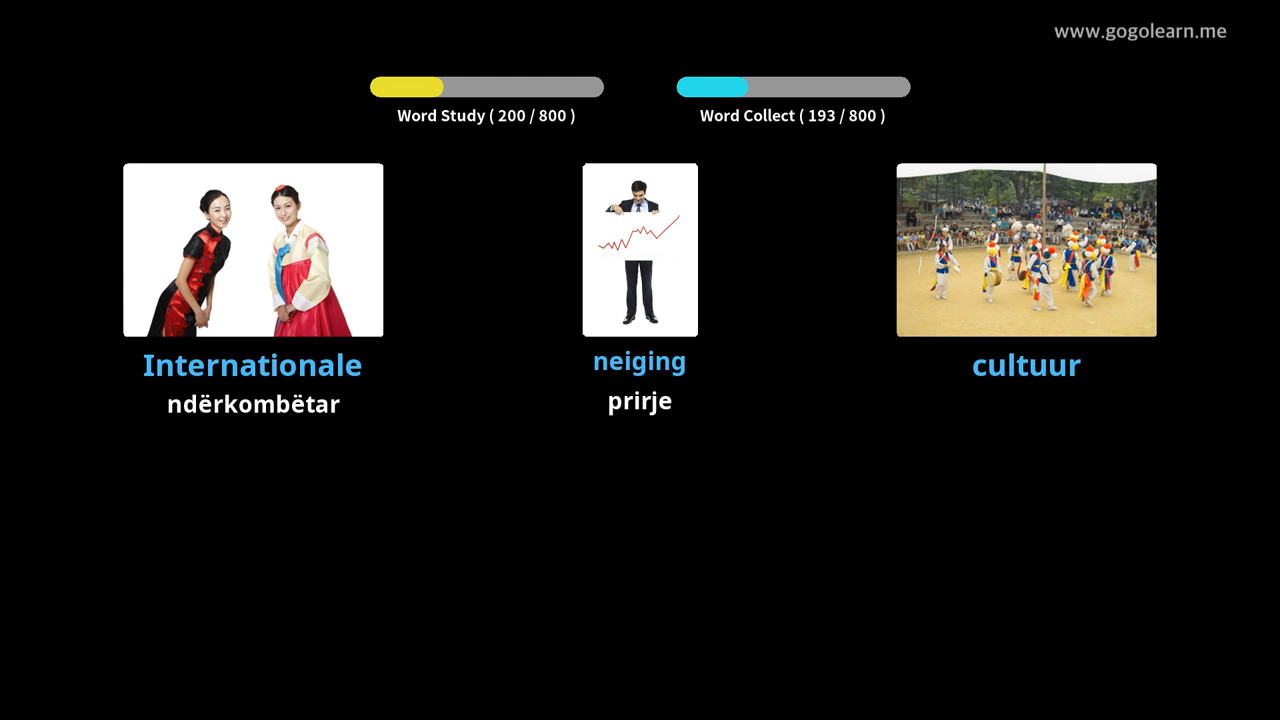 www.gogolearn.me
Word Study ( 200 / 800 )
Word Collect ( 193 / 800 )
Internationale
ndërkombëtar
neiging
prirje
cultuur